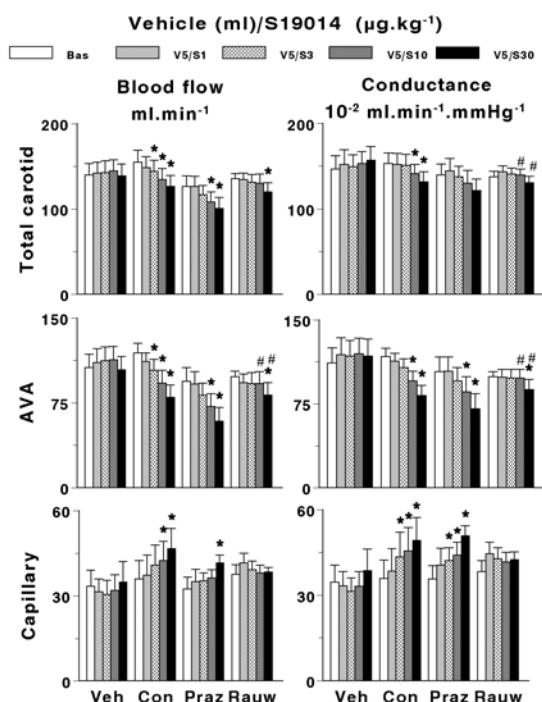 Vehicle (ml)/S19014 (µg.kg⁻¹)
Bas V5/S1 V5/S3 V5/S10 V5/S30
Blood flow
ml.min⁻¹
Conductance
10⁻² ml.min⁻¹.mmHg⁻¹
Total carotid
200
150
0
* * * * * *
200
150
0
* * # #
AVA
150
75
0
* * * * * # # *
150
75
0
* * * * # # *
Capillary
60
30
0
* * *
60
30
0
* * * * * *
Veh Con Praz Rauw
Veh Con Praz Rauw